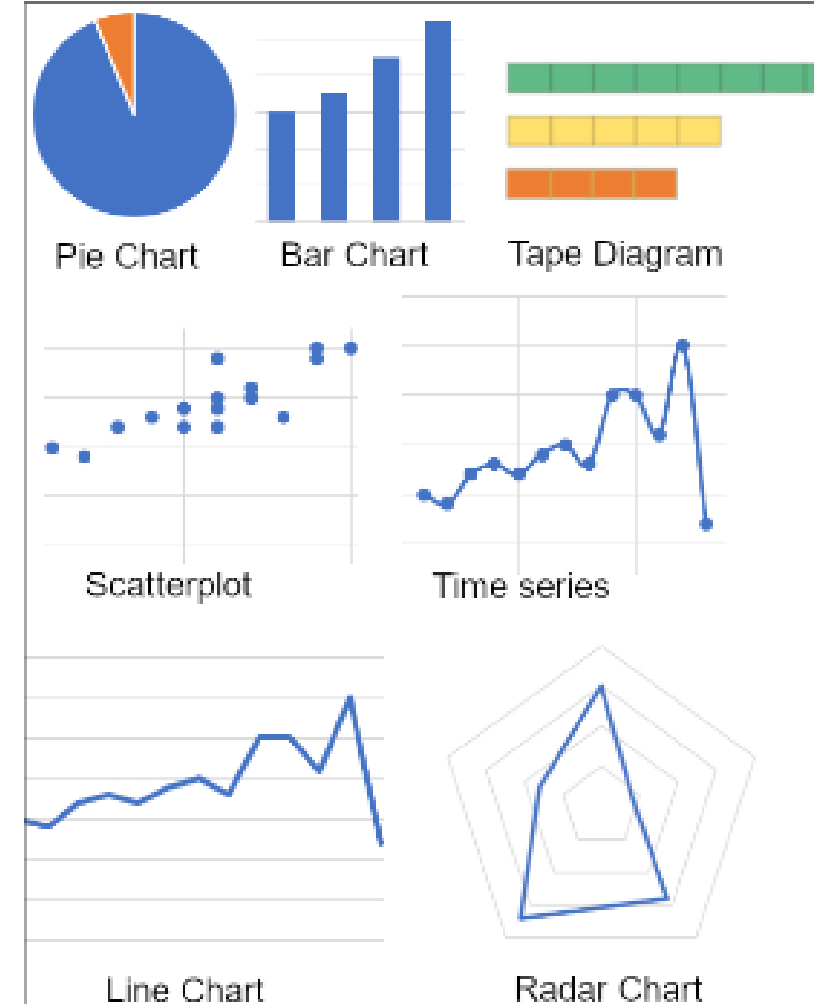 Pie Chart
Bar Chart
Tape Diagram
Scatterplot
Time series
Line Chart
Radar Chart